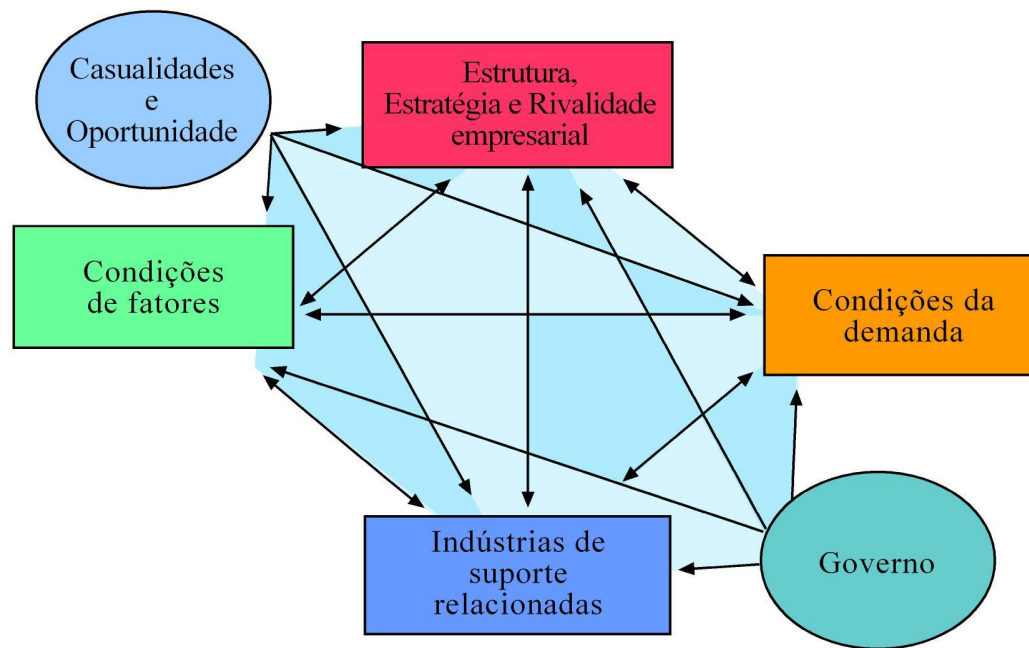 Casualidades
e
Oportunidade
Estrutura,
Estratégia e Rivalidade
empresarial
Condições
de fatores
Condições da
demanda
Indústrias de
suporte
relacionadas
Governo